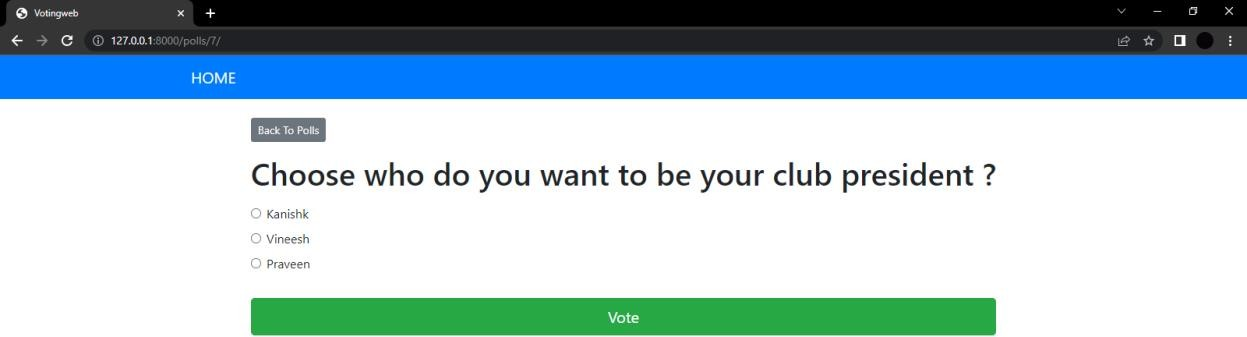 Votingweb
127.0.0.1:8000/polls/7/
HOME
Back To Polls
Choose who do you want to be your club president ?
Kanishk
Vineesh
Praveen
Vote